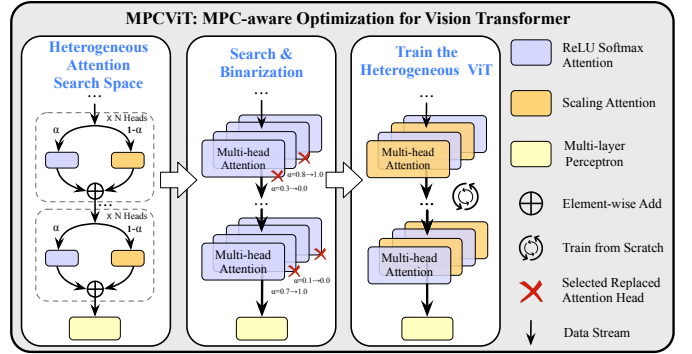 MPCViT: MPC-aware Optimization for Vision Transformer
Heterogeneous
Attention
Search Space
...
× N Heads
α
1-α
...
× N Heads
α
1-α
Search &
Binarization
...
Multi-head
Attention
α=0.8→1.0
α=0.3→0.0
...
Multi-head
Attention
α=0.1→0.0
α=0.7→1.0
Train the
Heterogeneous ViT
...
Multi-head
Attention
...
Multi-head
Attention
ReLU Softmax
Attention
Scaling Attention
Multi-layer
Perceptron
Element-wise Add
Train from Scratch
Selected Replaced
Attention Head
Data Stream